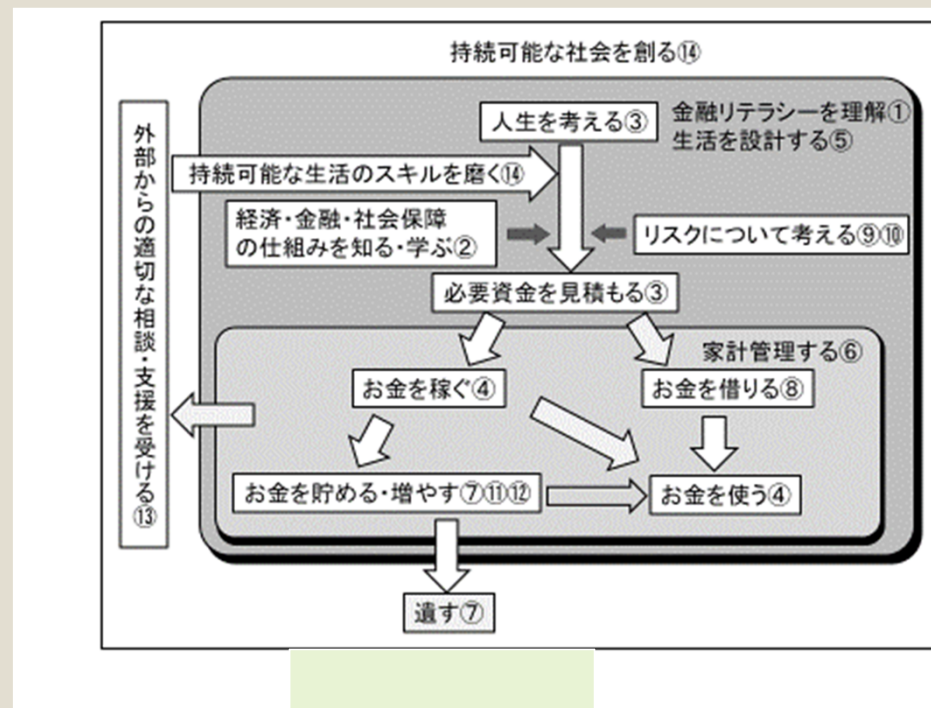 持続可能な社会を創る⑭
人生を考える③
金融リテラシーを理解①
生活を設計する⑤
持続可能な生活のスキルを磨く⑭
経済・金融・社会保障
の仕組みを知る・学ぶ②
リスクについて考える⑨⑩
必要資金を見積もる③
家計管理する⑥
お金を稼ぐ④
お金を借りる⑧
お金を貯める・増やす⑦⑪⑫
お金を使う④
遺す⑦
外部からの適切な相談・支援を受ける⑬